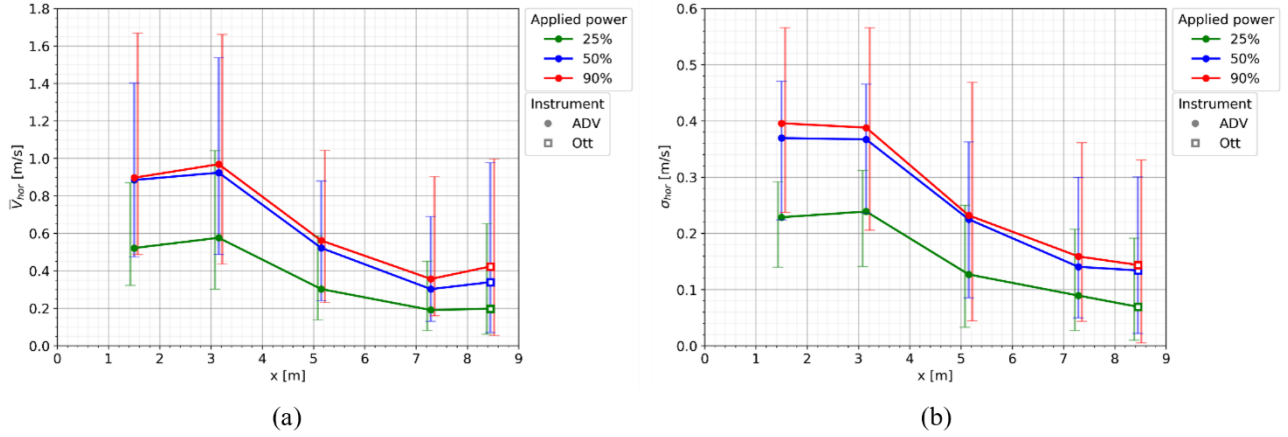 1.8
1.6
1.4
1.2
1.0
0.8
0.6
0.4
0.2
0.0
V̅hor [m/s]
0 1 2 3 4 5 6 7 8 9
x [m]
Applied power
25%
50%
90%
Instrument
ADV
Ott
(a)
0.6
0.5
0.4
0.3
0.2
0.1
0.0
σhor [m/s]
0 1 2 3 4 5 6 7 8 9
x [m]
Applied power
25%
50%
90%
Instrument
ADV
Ott
(b)